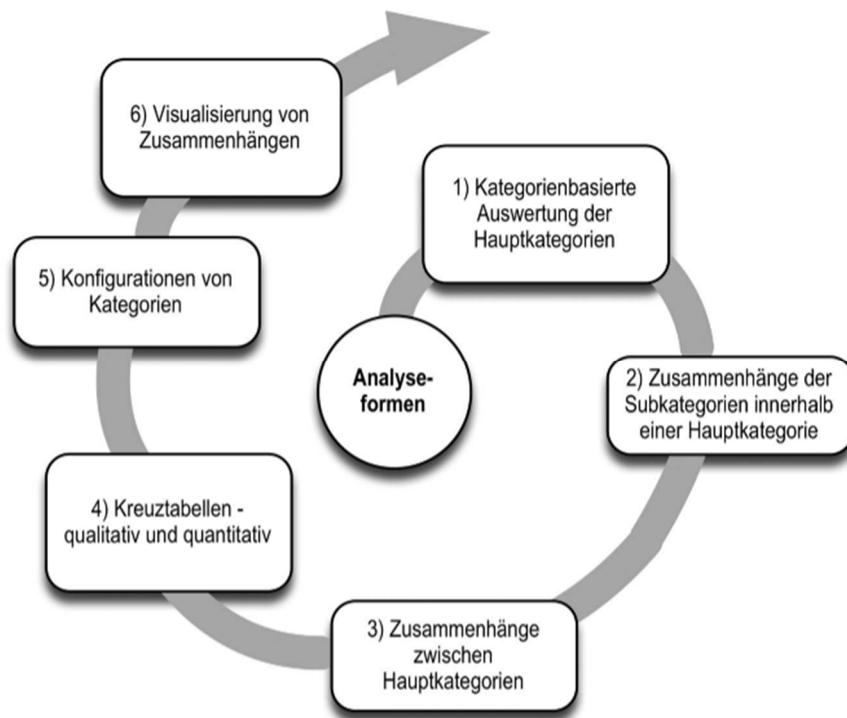 6) Visualisierung von
Zusammenhängen
1) Kategorienbasierte
Auswertung der
Hauptkategorien
5) Konfigurationen von
Kategorien
Analyse-
formen
2) Zusammenhänge der
Subkategorien innerhalb
einer Hauptkategorie
4) Kreuztabellen -
qualitativ und quantitativ
3) Zusammenhänge
zwischen
Hauptkategorien